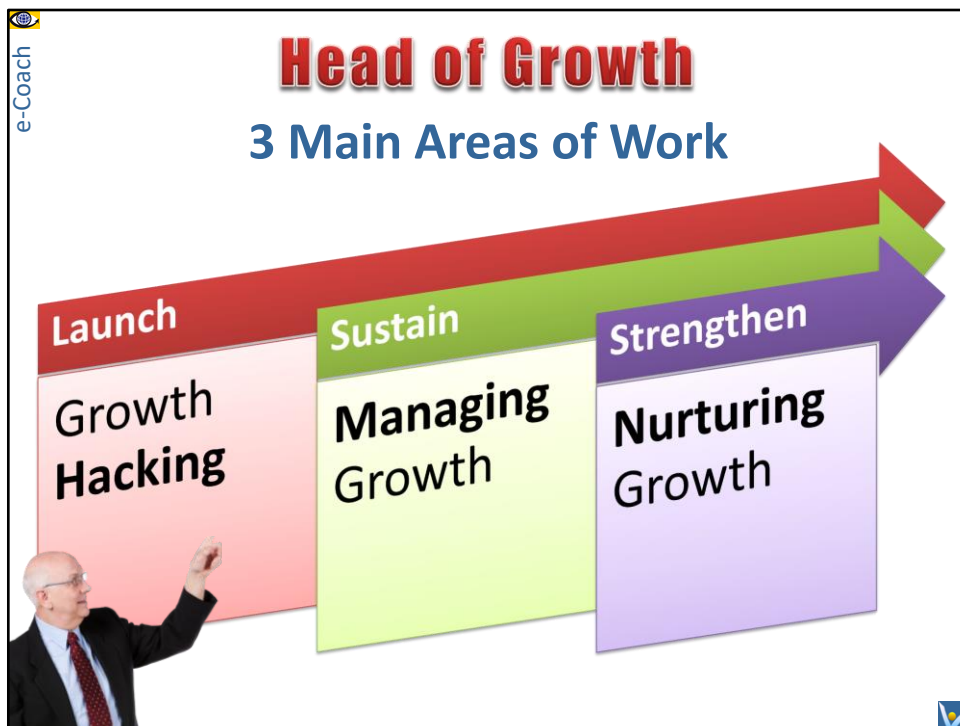 e-Coach
Head of Growth
3 Main Areas of Work
Launch
Growth
Hacking
Sustain
Managing
Growth
Strengthen
Nurturing
Growth